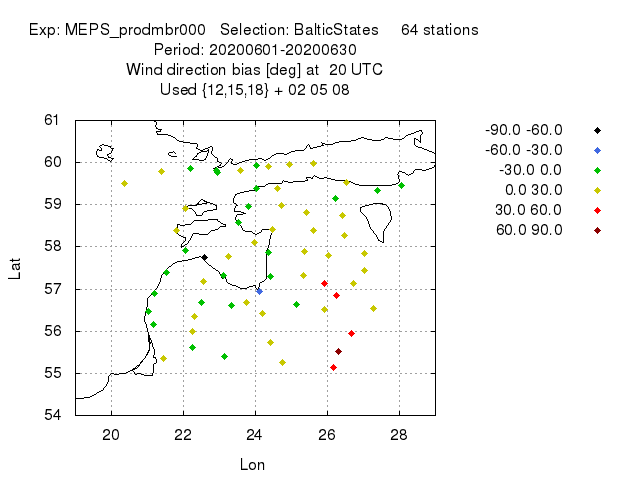 Exp: MEPS_prodmbr000 Selection: BalticStates 64 stations
Period: 20200601-20200630
Wind direction bias [deg] at 20 UTC
Used {12,15,18} + 02 05 08
-90.0 -60.0
-60.0 -30.0
-30.0 0.0
0.0 30.0
30.0 60.0
60.0 90.0
61
60
59
58
57
56
55
54
Lat
20 22 24 26 28
Lon